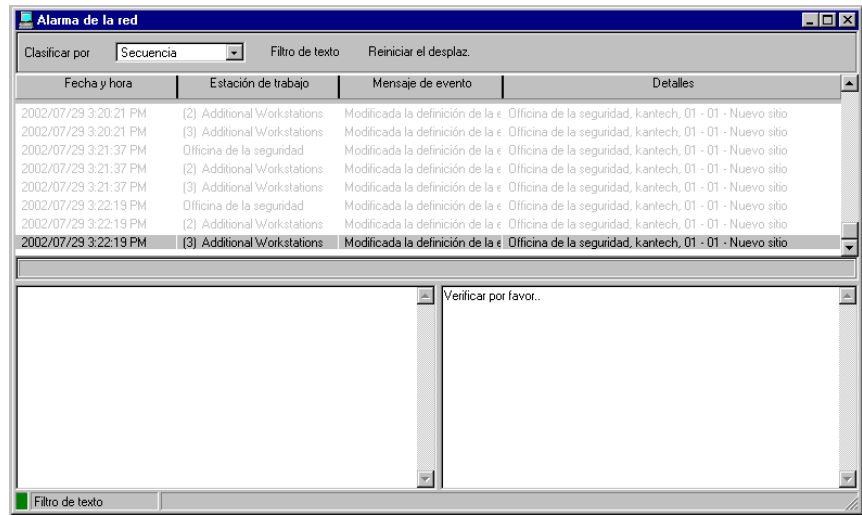 Alarma de la red
Clasificar por Secuencia Filtro de texto Reiniciar el desplaz.
Fecha y hora Estación de trabajo Mensaje de evento Detalles
2002/07/29 3:20:21 PM (2) Additional Workstations Modificada la definición de la e Officina de la seguridad, kantech, 01 - 01 - Nuevo sitio
2002/07/29 3:20:21 PM (3) Additional Workstations Modificada la definición de la e Officina de la seguridad, kantech, 01 - 01 - Nuevo sitio
2002/07/29 3:21:37 PM Officina de la seguridad Modificada la definición de la e Officina de la seguridad, kantech, 01 - 01 - Nuevo sitio
2002/07/29 3:21:37 PM (2) Additional Workstations Modificada la definición de la e Officina de la seguridad, kantech, 01 - 01 - Nuevo sitio
2002/07/29 3:21:37 PM (3) Additional Workstations Modificada la definición de la e Officina de la seguridad, kantech, 01 - 01 - Nuevo sitio
2002/07/29 3:22:19 PM Officina de la seguridad Modificada la definición de la e Officina de la seguridad, kantech, 01 - 01 - Nuevo sitio
2002/07/29 3:22:19 PM (2) Additional Workstations Modificada la definición de la e Officina de la seguridad, kantech, 01 - 01 - Nuevo sitio
2002/07/29 3:22:19 PM (3) Additional Workstations Modificada la definición de la e Officina de la seguridad, kantech, 01 - 01 - Nuevo sitio
Verificar por favor..
Filtro de texto